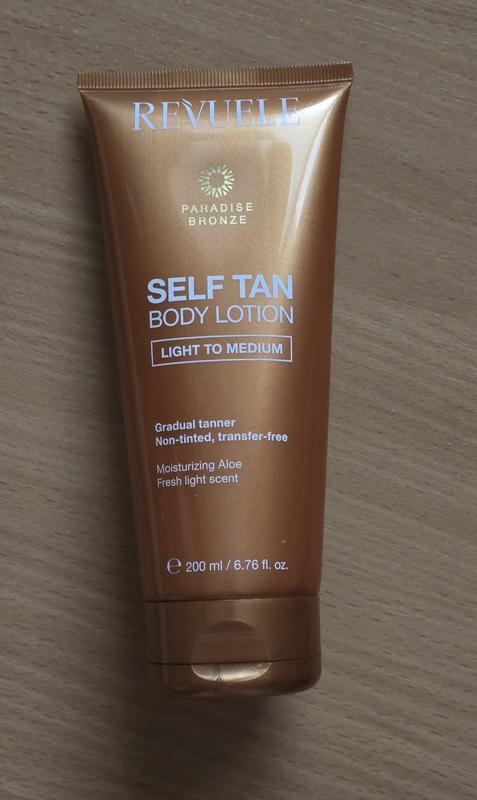 REVUELE
PARADISE
BRONZE
SELF TAN
BODY LOTION
LIGHT TO MEDIUM
Gradual tanner
Non-tinted, transfer-free
Moisturizing Aloe
Fresh light scent
℮ 200 ml / 6.76 fl. oz.